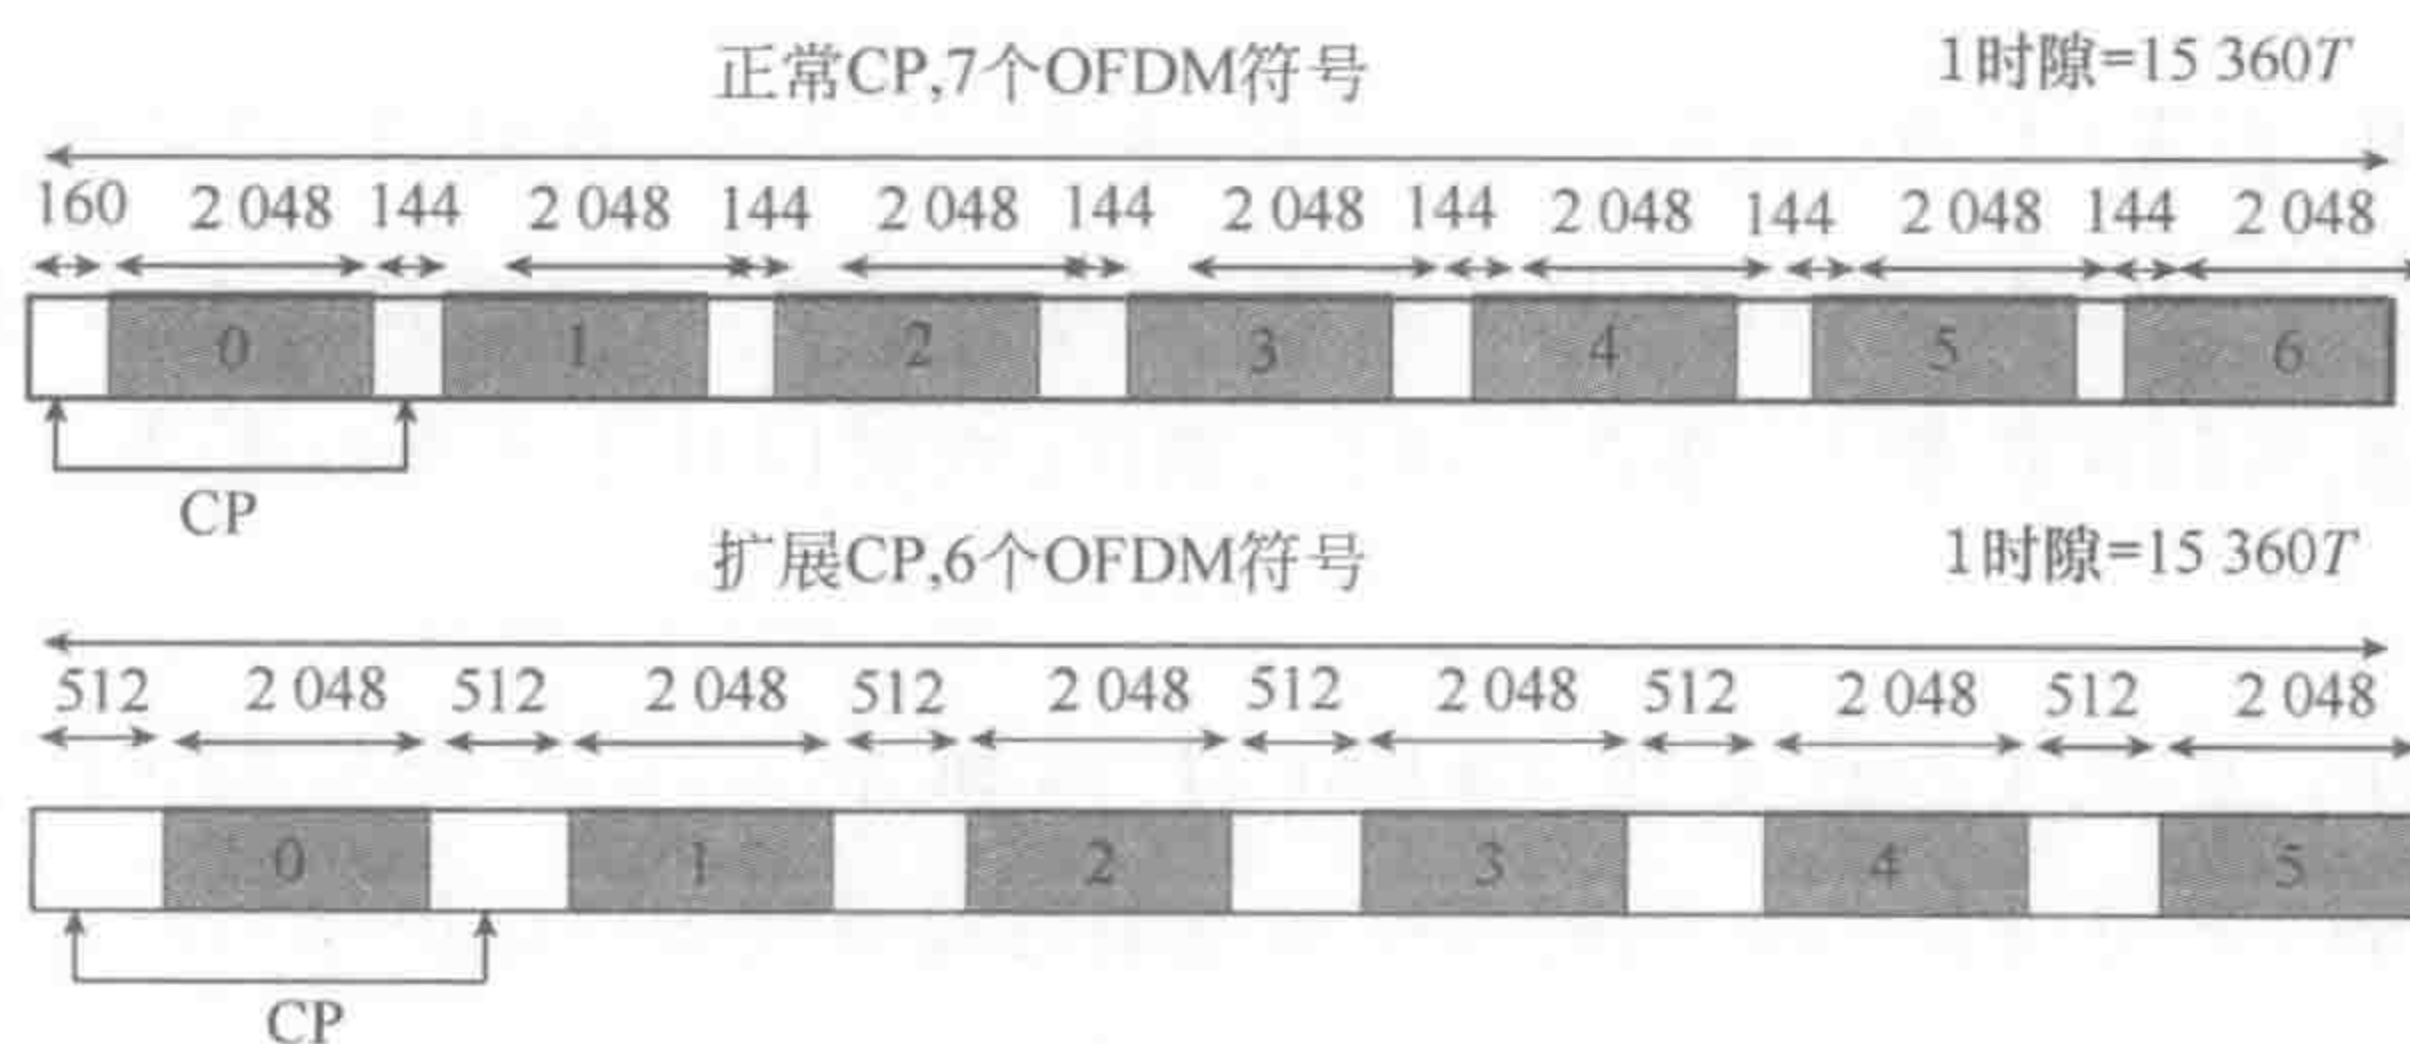 正常CP,7个OFDM符号 1时隙=15 360T
160 2 048 144 2 048 144 2 048 144 2 048 144 2 048 144 2 048 144 2 048
0 1 2 3 4 5 6
CP
扩展CP,6个OFDM符号 1时隙=15 360T
512 2 048 512 2 048 512 2 048 512 2 048 512 2 048 512 2 048
0 1 2 3 4 5
CP